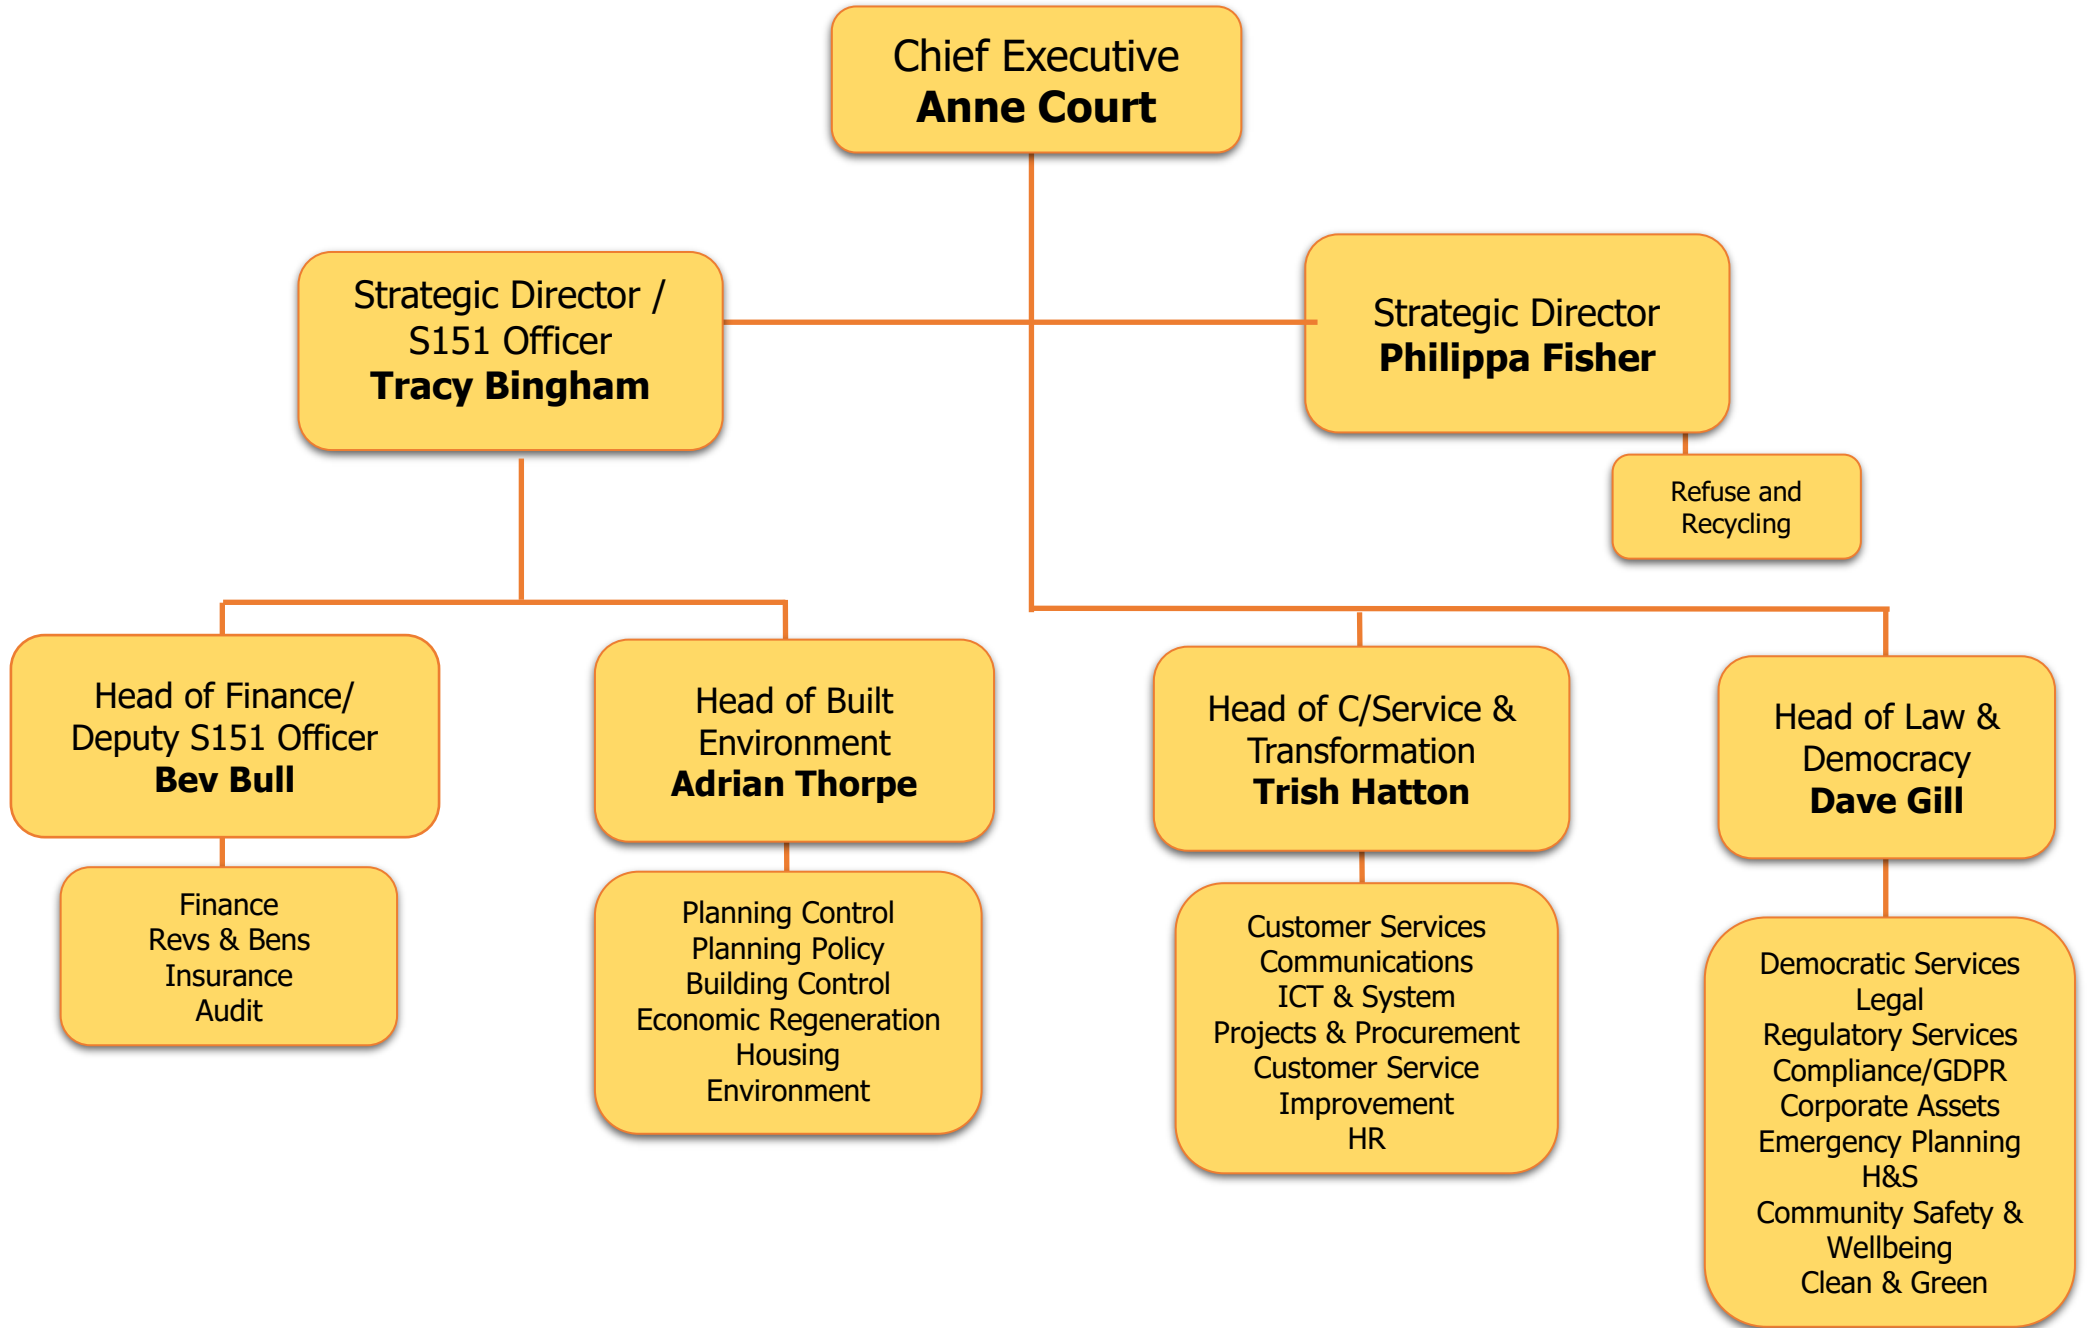 Chief Executive
Anne Court
Strategic Director /
S151 Officer
Tracy Bingham
Strategic Director
Philippa Fisher
Refuse and
Recycling
Head of Finance/
Deputy S151 Officer
Bev Bull
Head of Built
Environment
Adrian Thorpe
Head of C/Service &
Transformation
Trish Hatton
Head of Law &
Democracy
Dave Gill
Finance
Revs & Bens
Insurance
Audit
Planning Control
Planning Policy
Building Control
Economic Regeneration
Housing
Environment
Customer Services
Communications
ICT & System
Projects & Procurement
Customer Service
Improvement
HR
Democratic Services
Legal
Regulatory Services
Compliance/GDPR
Corporate Assets
Emergency Planning
H&S
Community Safety &
Wellbeing
Clean & Green